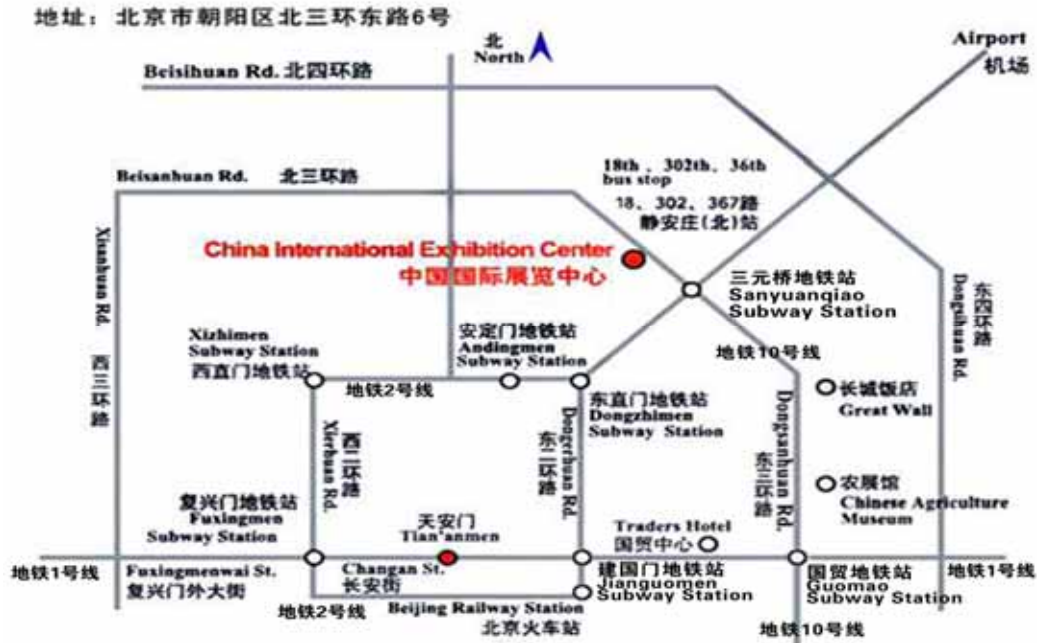 地址：北京市朝阳区北三环东路6号
北
North
Airport
机场
Beisihuan Rd. 北四环路
18th 、302th、36th
bus stop
18、302、367路
静安庄(北)站
Beisanhuan Rd. 北三环路
China International Exhibition Center
中国国际展览中心
三元桥地铁站
Sanyuanqiao
Subway Station
Xisanhuan Rd.
西三环路
Dongsihuan Rd.
东四环路
Xizhimen
Subway Station
西直门地铁站
安定门地铁站
Andingmen
Subway Station
地铁10号线
地铁2号线
东直门地铁站
Dongzhimen
Subway Station
长城饭店
Great Wall
Xierhuan Rd.
西二环路
Dongerhuan Rd.
东二环路
Dongsanhuan Rd.
东三环路
农展馆
Chinese Agriculture
Museum
复兴门地铁站
Fuxingmen
Subway Station
天安门
Tian'anmen
Traders Hotel
国贸中心
地铁1号线
Fuxingmenwai St.
复兴门外大街
Changan St.
长安街
建国门地铁站
Jianguomen
Subway Station
国贸地铁站
Guomao
Subway Station
地铁1号线
地铁2号线
Beijing Railway Station
北京火车站
地铁10号线